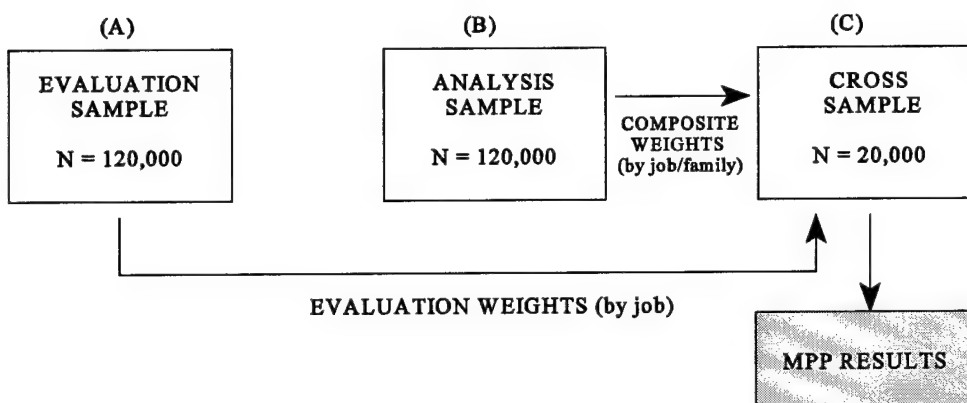 (A)
EVALUATION
SAMPLE
N = 120,000
(B)
ANALYSIS
SAMPLE
N = 120,000
COMPOSITE
WEIGHTS
(by job/family)
(C)
CROSS
SAMPLE
N = 20,000
EVALUATION WEIGHTS (by job)
MPP RESULTS